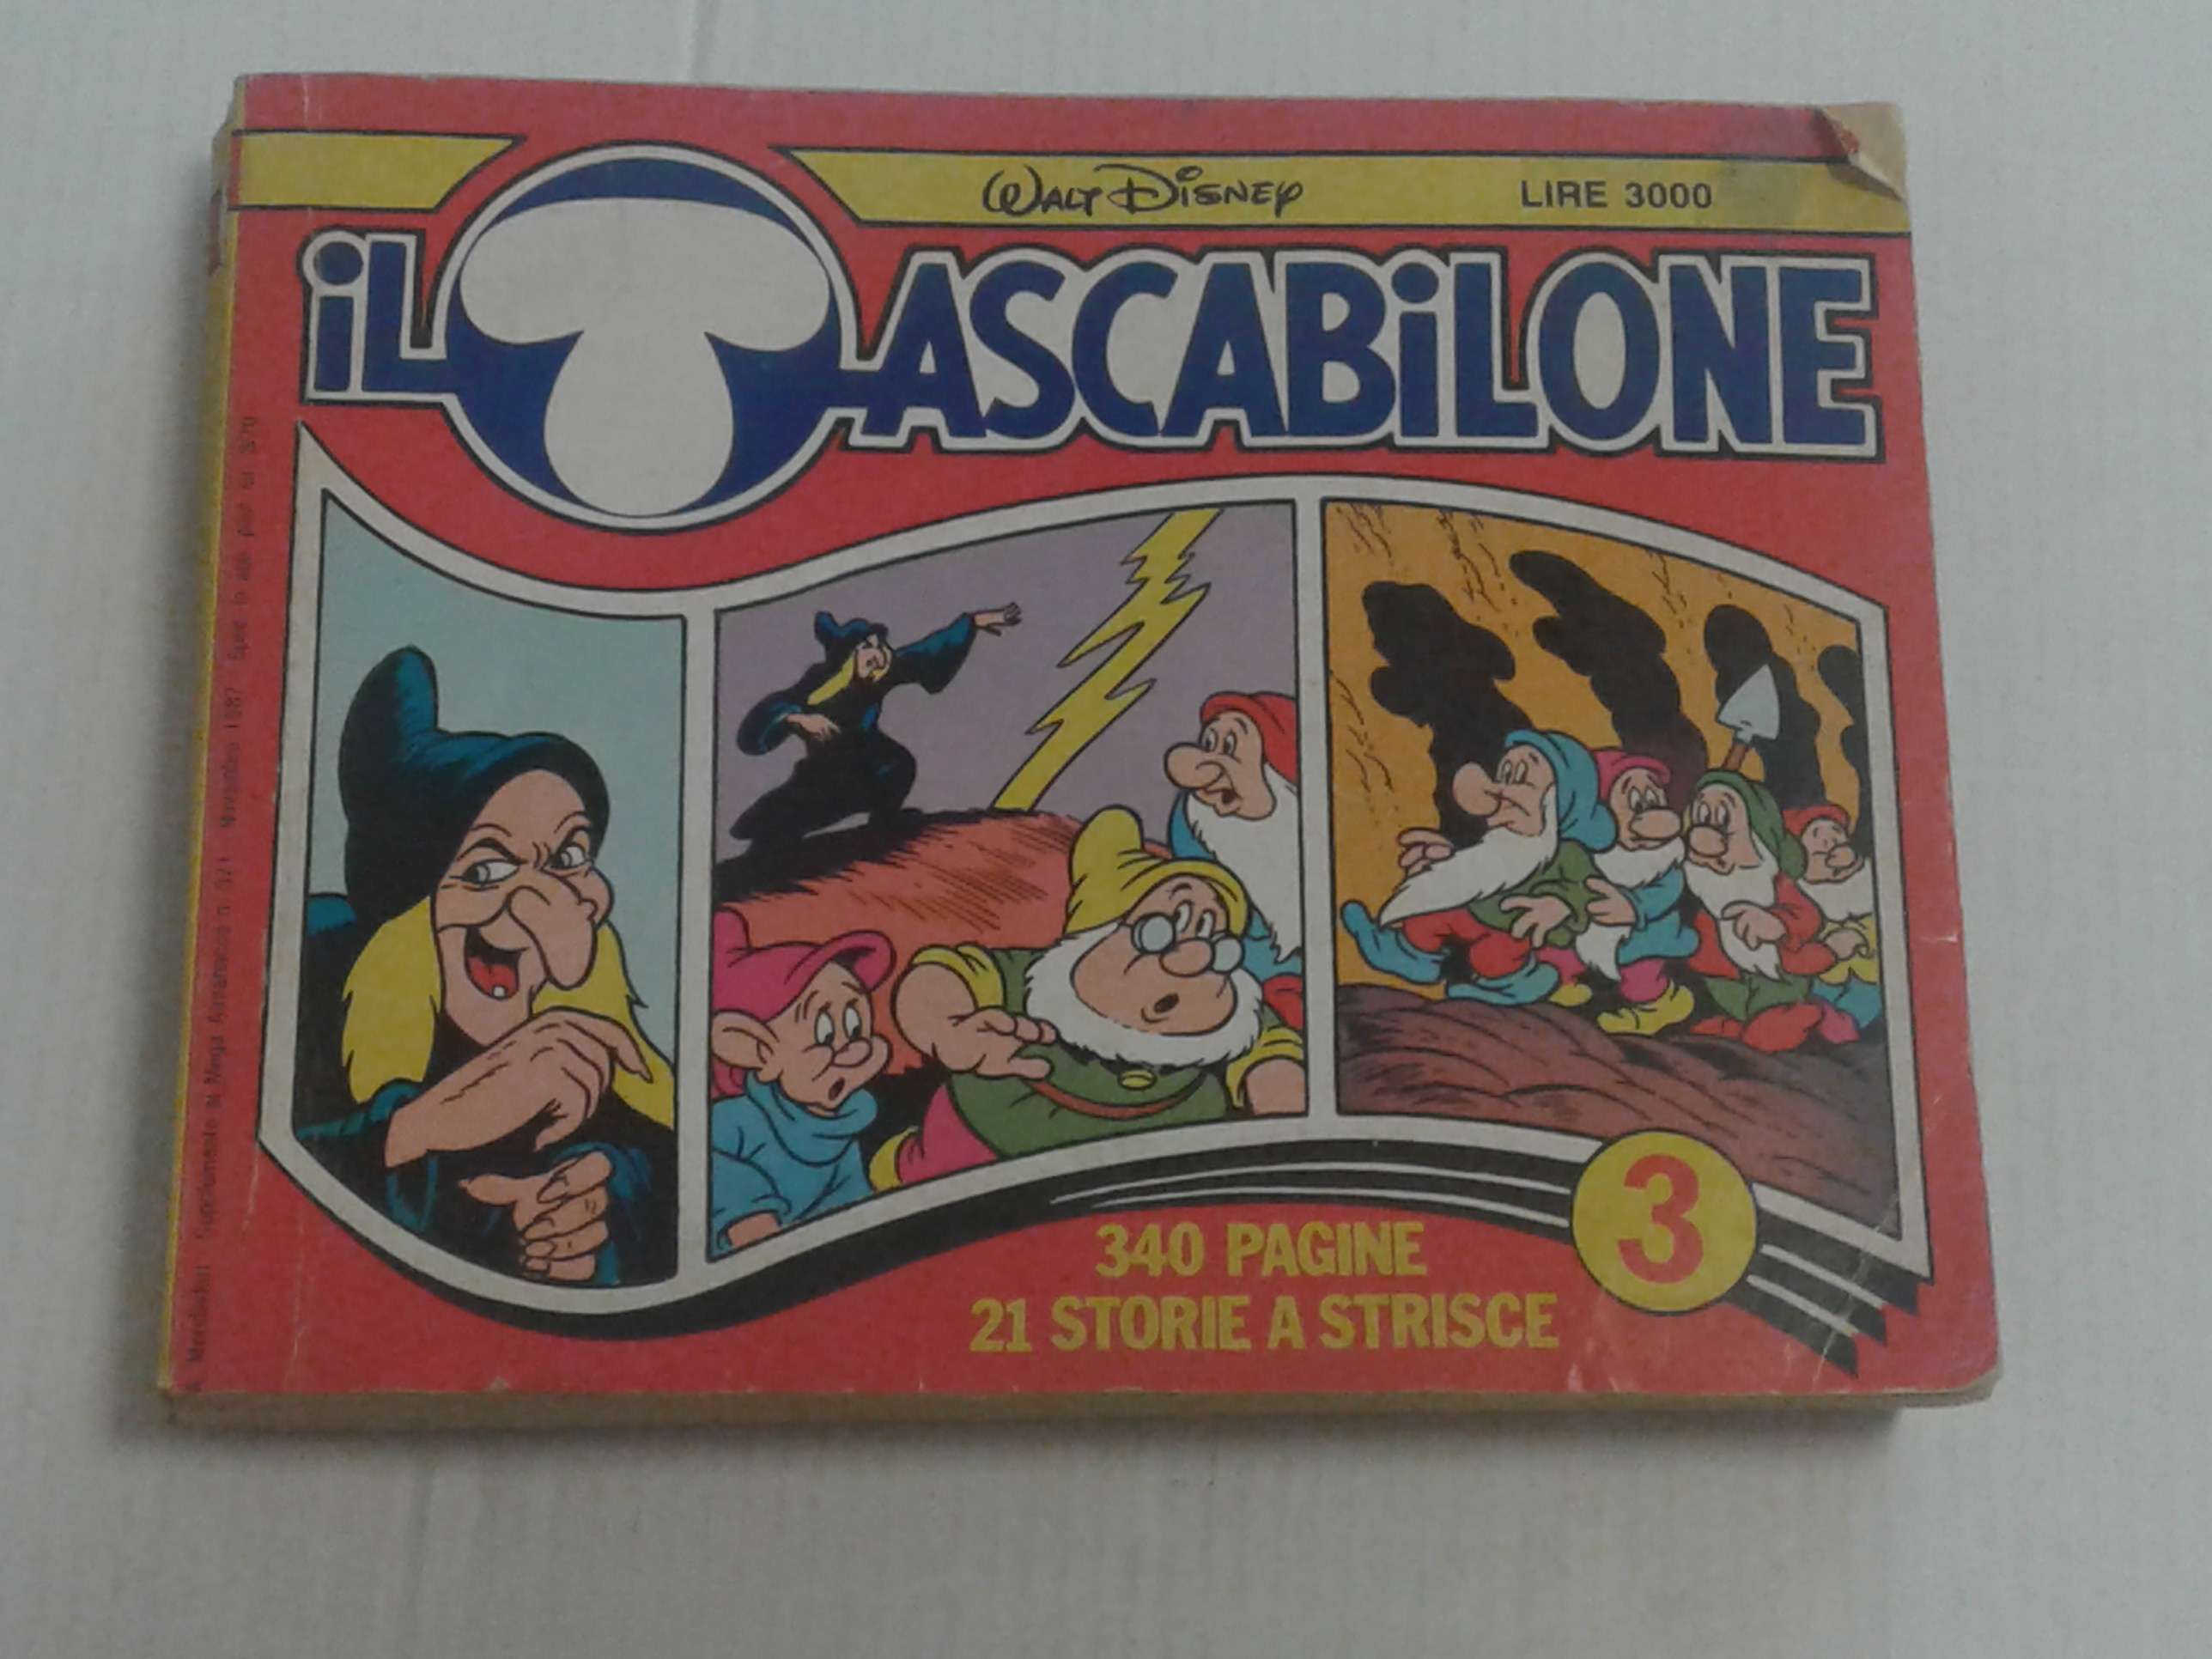 WALT DISNEY
LIRE 3000
iL TASCABiLONE
340 PAGINE
21 STORIE A STRISCE
3